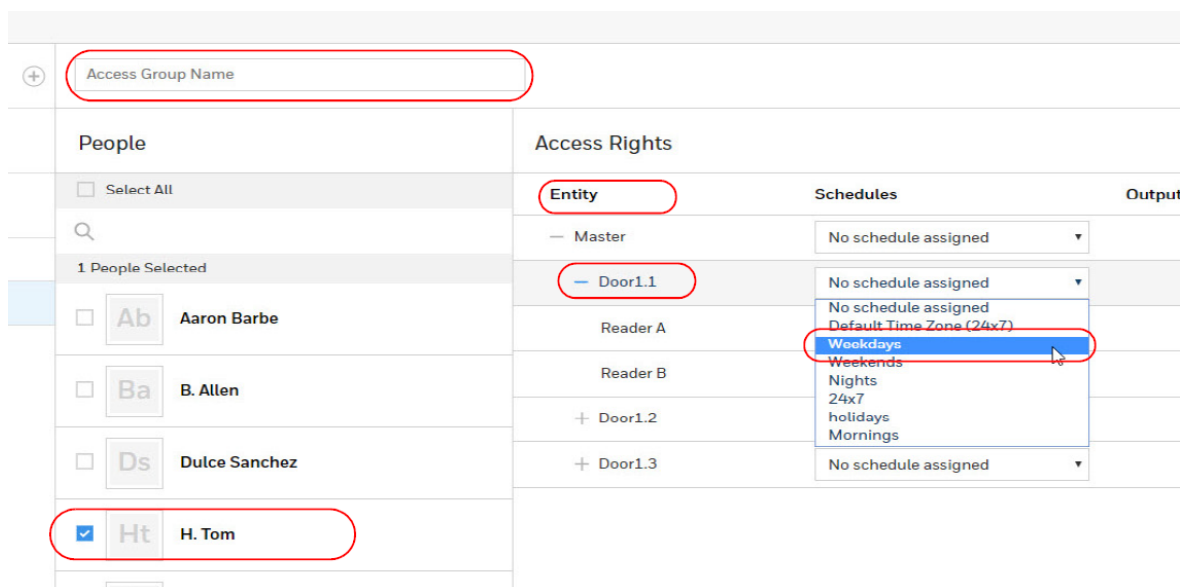 Access Group Name
People
Access Rights
Select All
Entity Schedules Output
1 People Selected
Master No schedule assigned
Door1.1 No schedule assigned
No schedule assigned
Default Time Zone (24x7)
Weekdays
Weekends
Nights
24x7
holidays
Mornings
Reader A
Reader B
Door1.2
Door1.3 No schedule assigned
Ab Aaron Barbe
Ba B. Allen
Ds Dulce Sanchez
Ht H. Tom